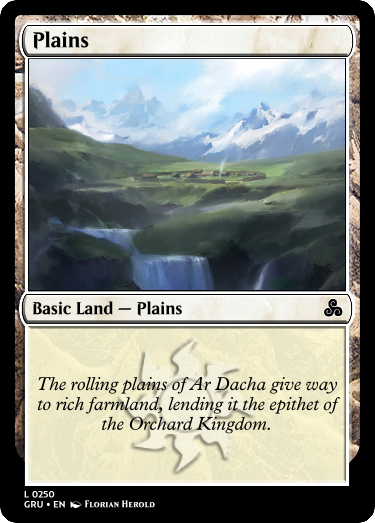 Plains
Basic Land — Plains
The rolling plains of Ar Dacha give way
to rich farmland, lending it the epithet of
the Orchard Kingdom.
L 0250
GRU • EN Florian Herold